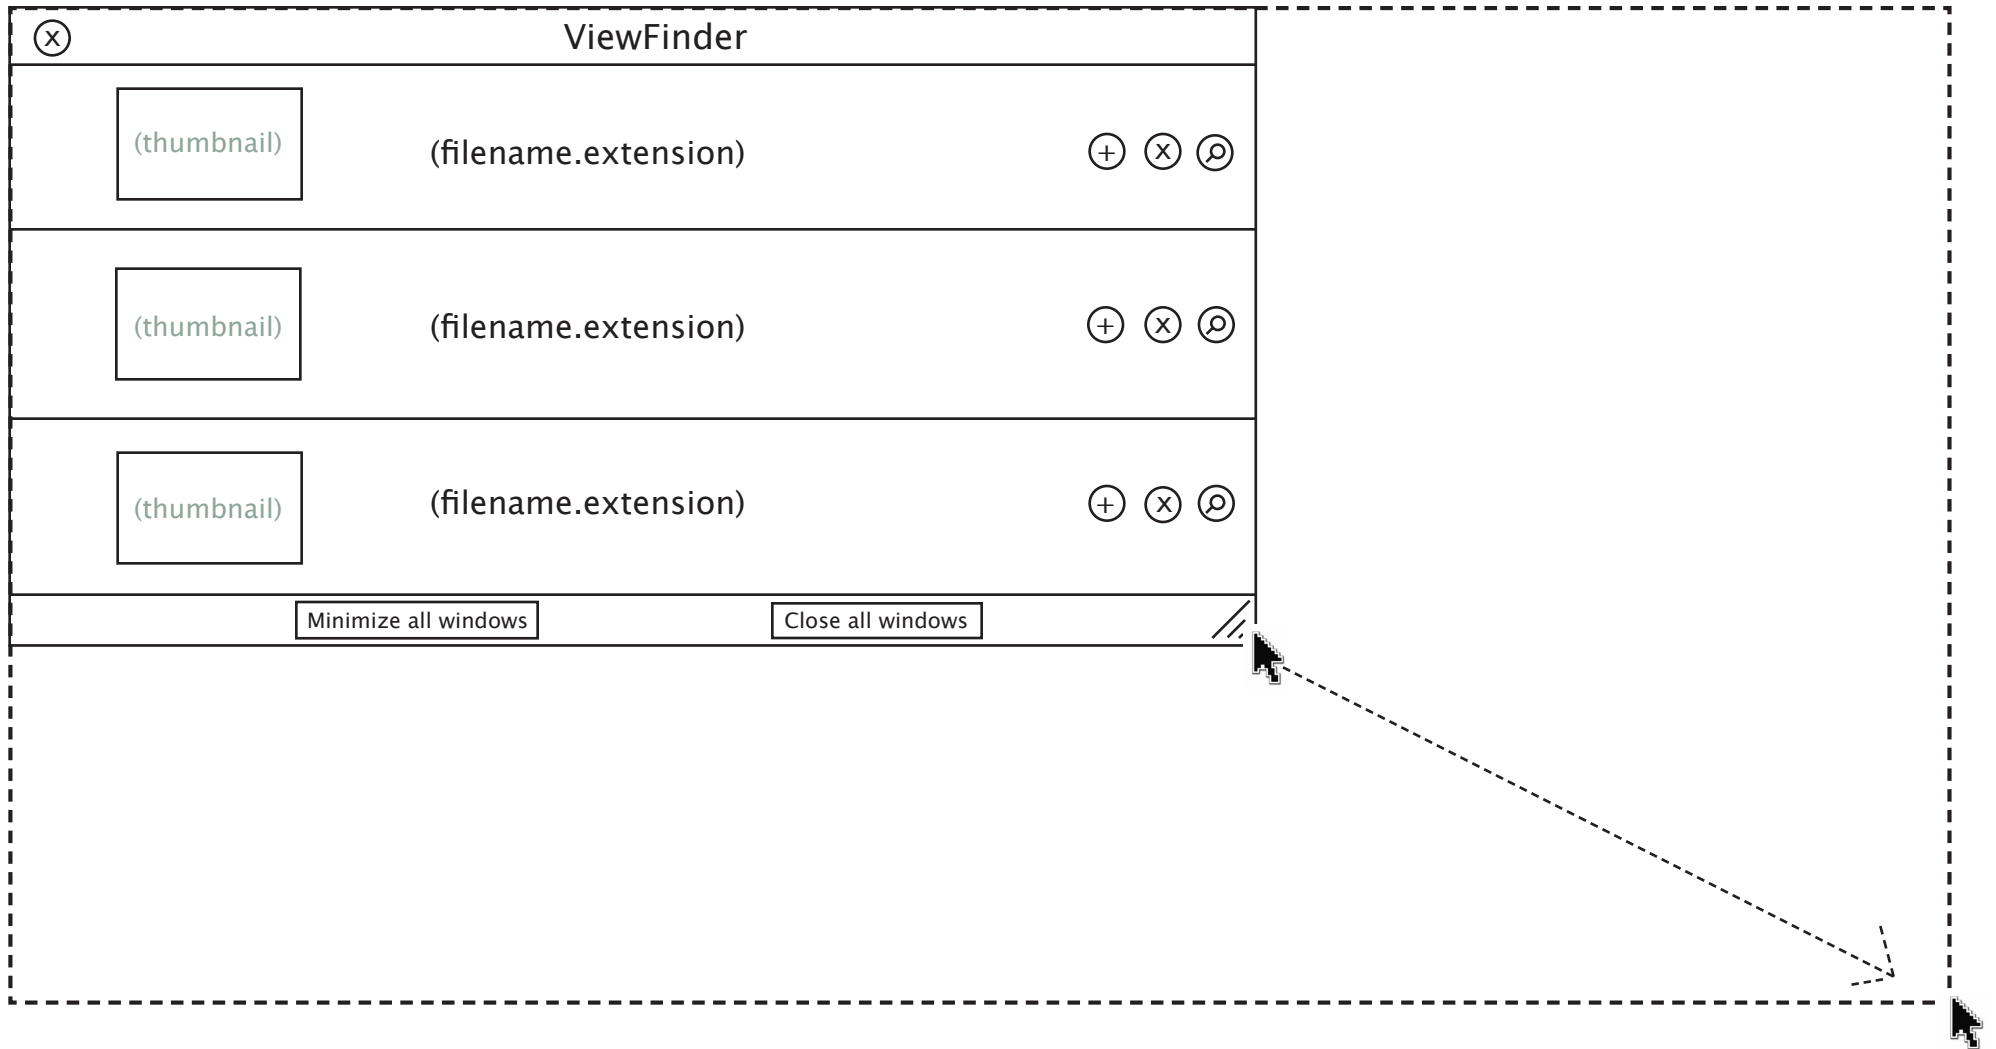 X
ViewFinder
(thumbnail)
(filename.extension)
+ X
(thumbnail)
(filename.extension)
+ X
(thumbnail)
(filename.extension)
+ X
Minimize all windows
Close all windows